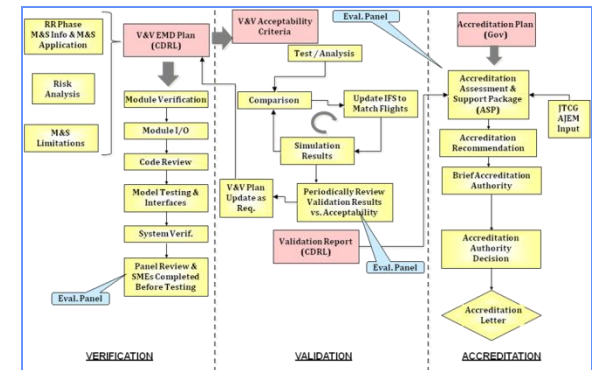 RR Phase
M&S Info & M&S
Application
Risk
Analysis
M&S
Limitations
V&V EMD Plan
(CDRL)
Module Verification
Module I/O
Code Review
Model Testing &
Interfaces
System Verif.
Panel Review &
SMEs Completed
Before Testing
Eval. Panel
VERIFICATION
V&V Acceptability
Criteria
Test / Analysis
Comparison
Update IFS to
Match Flights
Simulation
Results
V&V Plan
Update as
Req.
Periodically Review
Validation Results
vs. Acceptability
Validation Report
(CDRL)
Eval. Panel
VALIDATION
Eval. Panel
Accreditation Plan
(Gov)
Accreditation
Assessment &
Support Package
(ASP)
JTCG
AJEM
Input
Accreditation
Recommendation
Brief Accreditation
Authority
Accreditation
Authority
Decision
Accreditation
Letter
ACCREDITATION